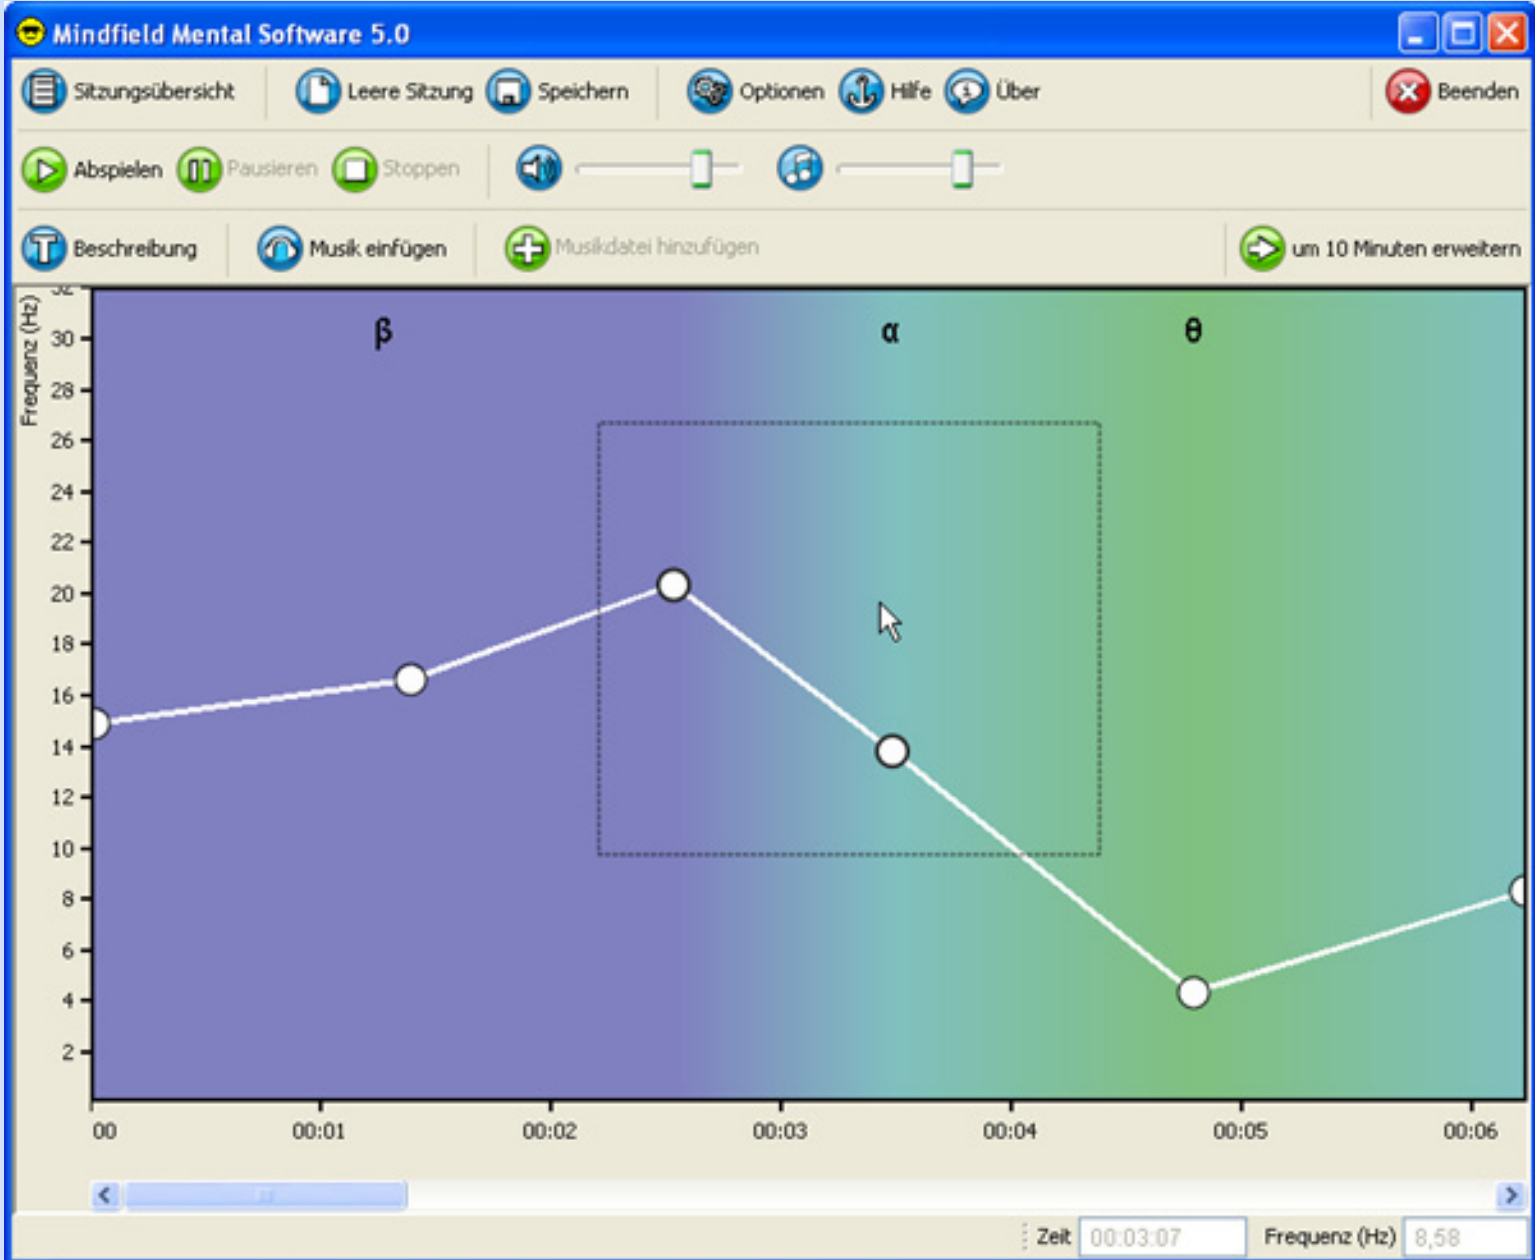 Mindfield Mental Software 5.0
Sitzungsübersicht Leere Sitzung Speichern Optionen Hilfe Über Beenden
Abspielen Pausieren Stoppen
Beschreibung Musik einfügen Musikdatei hinzufügen um 10 Minuten erweitern
Frequenz (Hz)
β α θ
32
30
28
26
24
22
20
18
16
14
12
10
8
6
4
2
00 00:01 00:02 00:03 00:04 00:05 00:06
Zeit 00:03:07 Frequenz (Hz) 8,58